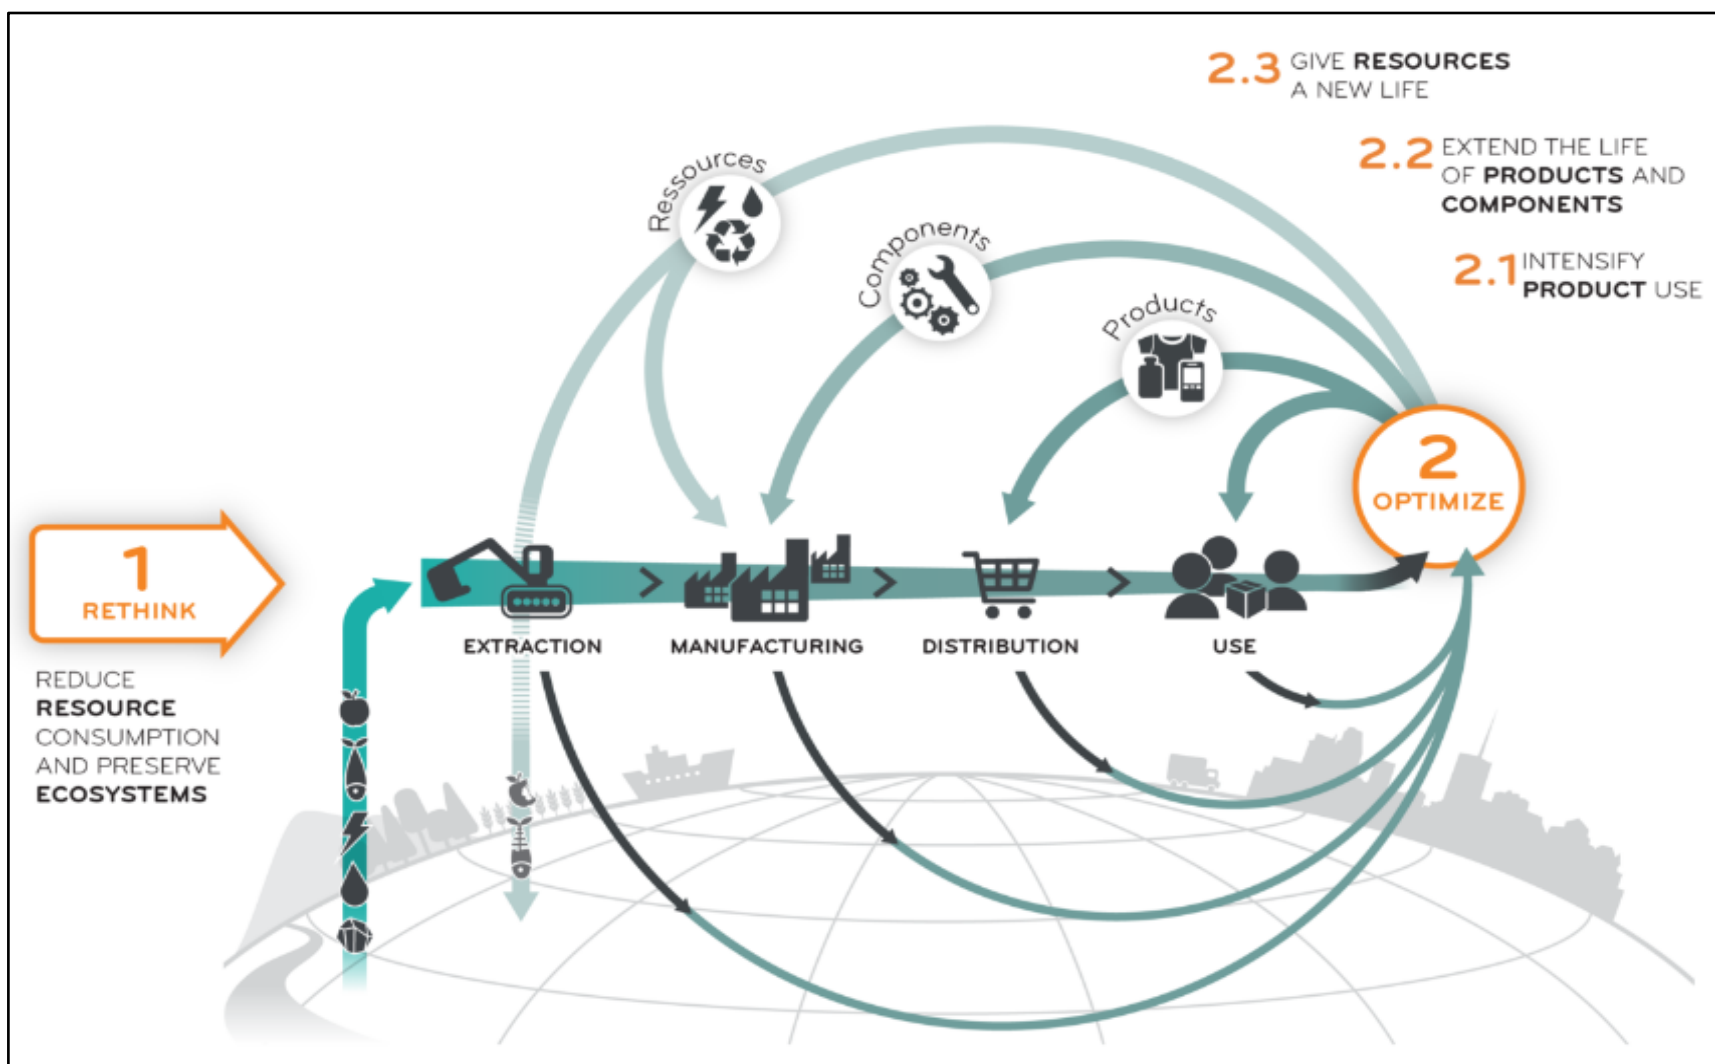 2.3 GIVE RESOURCES
A NEW LIFE
2.2 EXTEND THE LIFE
OF PRODUCTS AND
COMPONENTS
2.1 INTENSIFY
PRODUCT USE
Ressources
Components
Products
2
OPTIMIZE
1
RETHINK
REDUCE
RESOURCE
CONSUMPTION
AND PRESERVE
ECOSYSTEMS
EXTRACTION
MANUFACTURING
DISTRIBUTION
USE